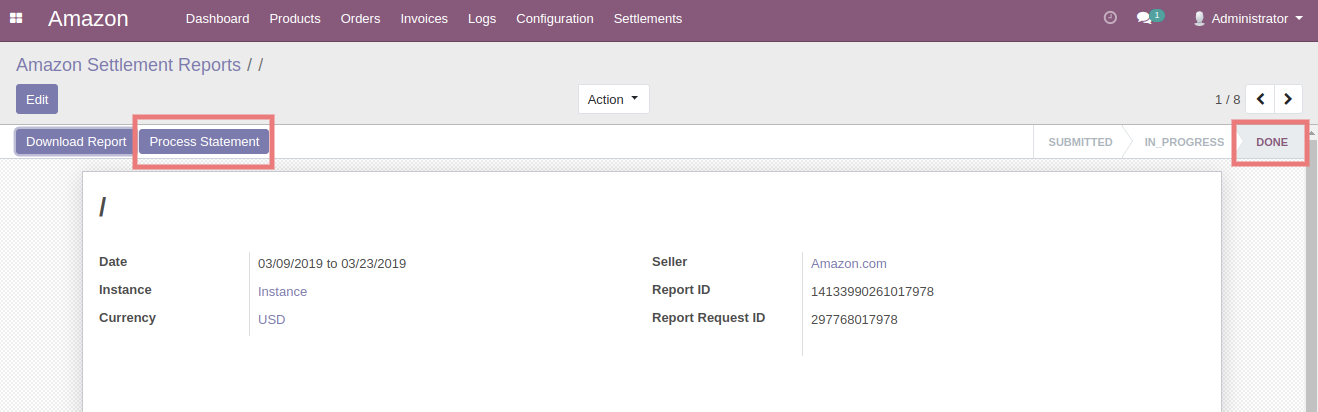 Amazon Dashboard Products Orders Invoices Logs Configuration Settlements 1 Administrator
Amazon Settlement Reports / /
Edit Action 1 / 8
Download Report Process Statement SUBMITTED IN_PROGRESS DONE
/
Date 03/09/2019 to 03/23/2019 Seller Amazon.com
Instance Instance Report ID 14133990261017978
Currency USD Report Request ID 297768017978